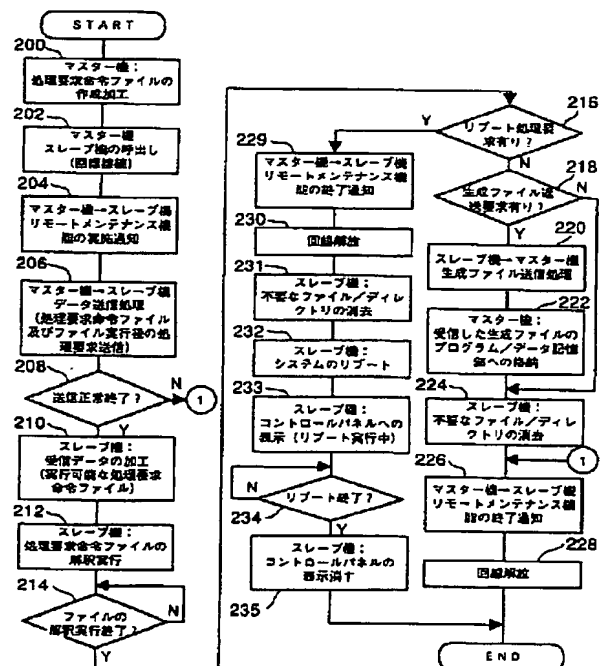 START
200
マスター機：
処理要求命令ファイルの
作成加工
202
マスター機
スレーブ機の呼出し
(回線接続)
204
マスター機→スレーブ機
リモートメンテナンス機
能の実施通知
206
マスター機→スレーブ機
データ送信処理
(処理要求命令ファイル
及びファイル実行後の処
理要求送信)
208
送信正常終了？
N
1
Y
210
スレーブ機：
受信データの加工
(実行可能な処理要求
命令ファイル)
212
スレーブ機：
処理要求命令ファイルの
解釈実行
214
ファイルの
解釈実行終了？
N
Y
216
リブート処理要
求有り？
Y
N
229
マスター機→スレーブ機
リモートメンテナンス機
能の終了通知
230
回線解放
231
スレーブ機：
不要なファイル／ディレ
クトリの消去
232
スレーブ機：
システムのリブート
233
スレーブ機：
コントロールパネルへの
表示（リブート実行中）
N
リブート終了？
234
Y
スレーブ機：
コントロールパネルの
表示消す
235
218
生成ファイル返
送要求有り？
N
Y
220
スレーブ機→マスター機
生成ファイル送信処理
222
マスター機：
受信した生成ファイルの
プログラム／データ記憶
部への格納
224
スレーブ機：
不要なファイル／ディレ
クトリの消去
1
226
マスター機→スレーブ機
リモートメンテナンス機
能の終了通知
228
回線解放
END